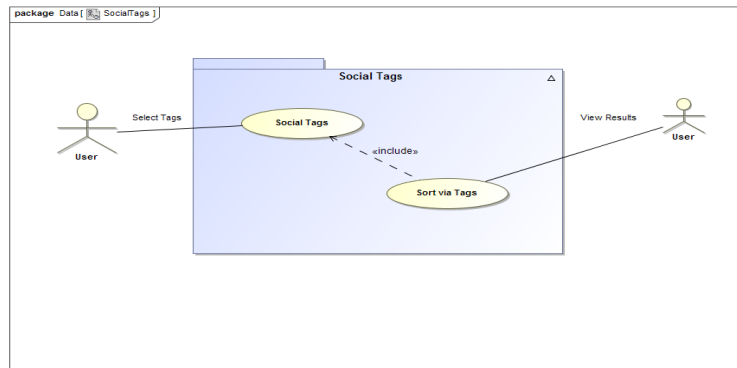 package Data [ SocialTags ]
Social Tags
Select Tags
Social Tags
View Results
User
User
«include»
Sort via Tags